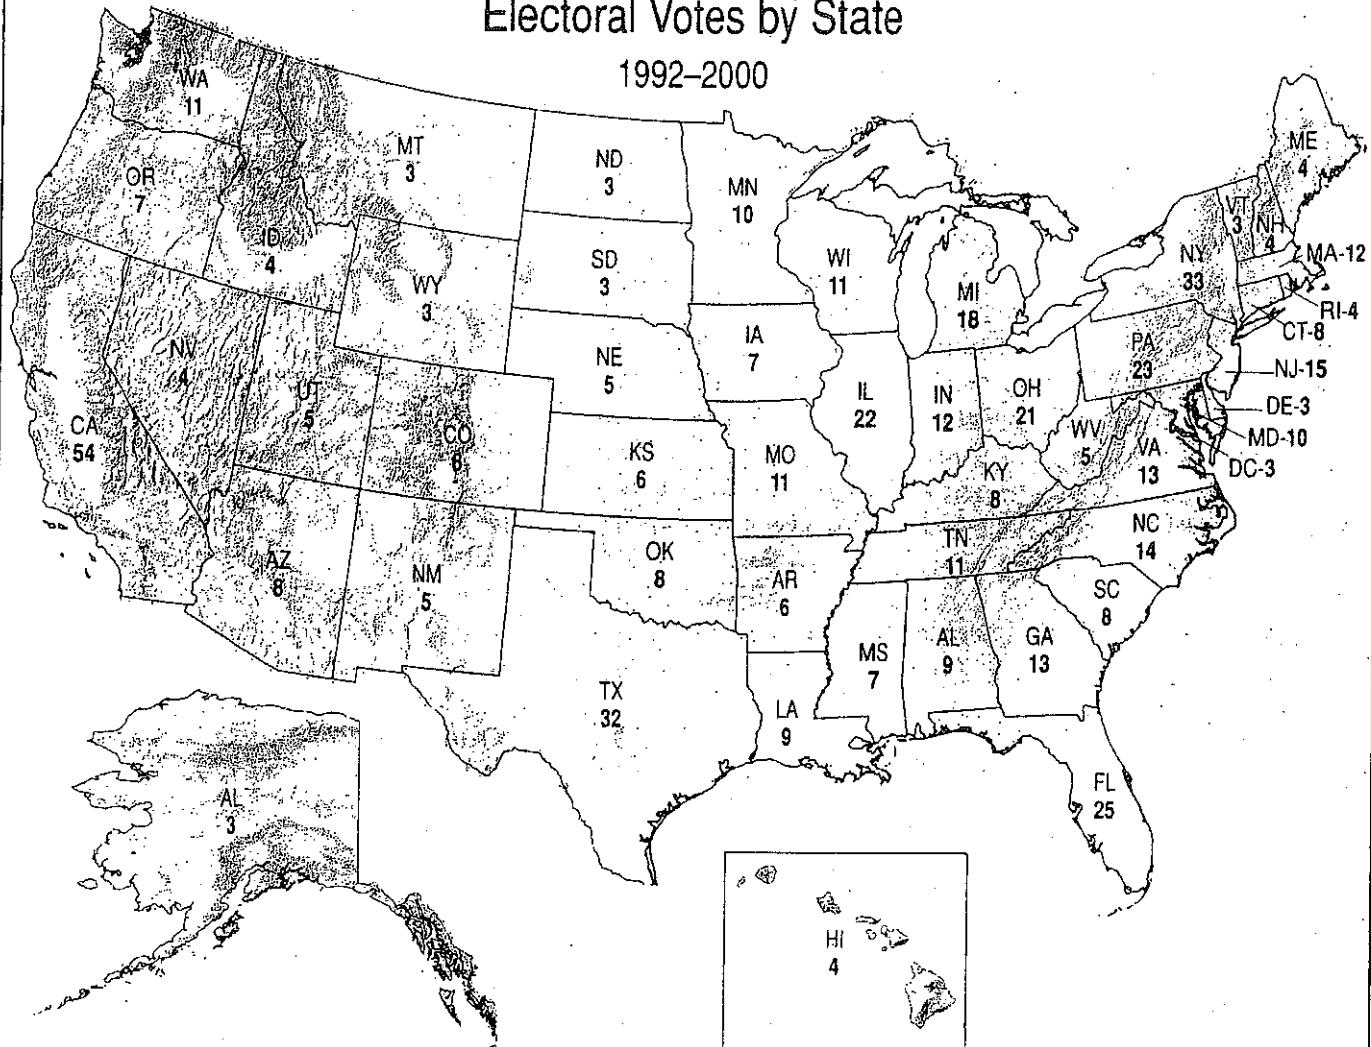 Electoral Votes by State
1992–2000
WA
11
OR
7
MT
3
ID
4
WY
3
ND
3
SD
3
NE
5
MN
10
WI
11
IA
7
MI
18
ME
4
VT
3
NH
4
NY
33
MA-12
RI-4
CT-8
PA
23
NJ-15
DE-3
MD-10
DC-3
NV
4
UT
5
CA
54
CO
8
KS
6
MO
11
IL
22
IN
12
OH
21
WV
5
VA
13
KY
8
NC
14
TN
11
SC
8
AZ
8
NM
5
OK
8
AR
6
MS
7
AL
9
GA
13
TX
32
LA
9
FL
25
AL
3
HI
4